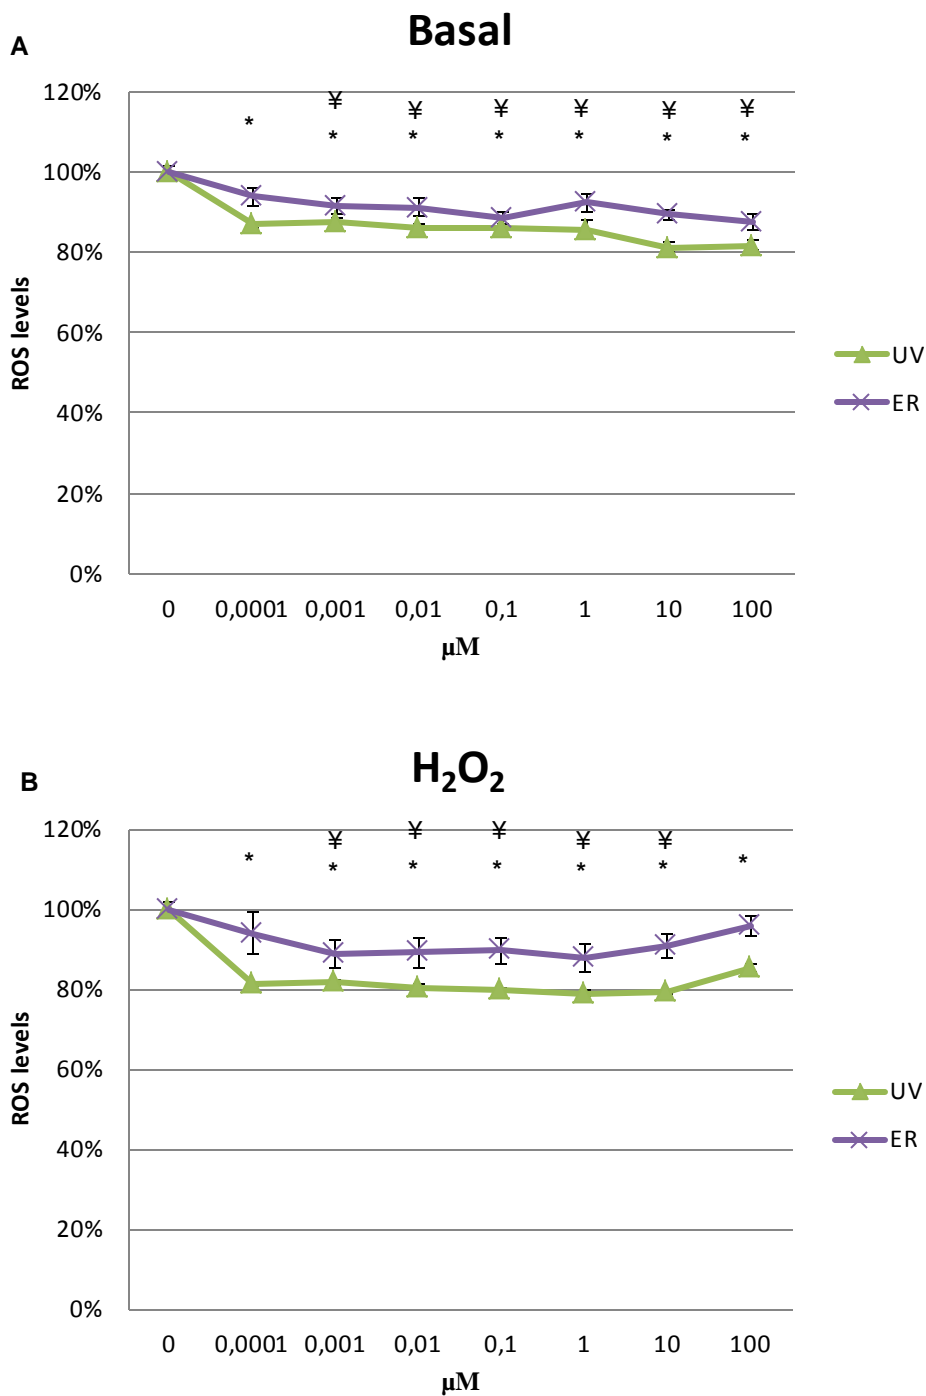 A
Basal
120%
¥ ¥ ¥ ¥ ¥ ¥
* * * * * * *
100%
80%
60%
40%
20%
0%
ROS levels
UV
ER
0 0,0001 0,001 0,01 0,1 1 10 100
µM
B
H₂O₂
120%
¥ ¥ ¥ ¥ ¥
* * * * * * *
100%
80%
60%
40%
20%
0%
ROS levels
UV
ER
0 0,0001 0,001 0,01 0,1 1 10 100
µM